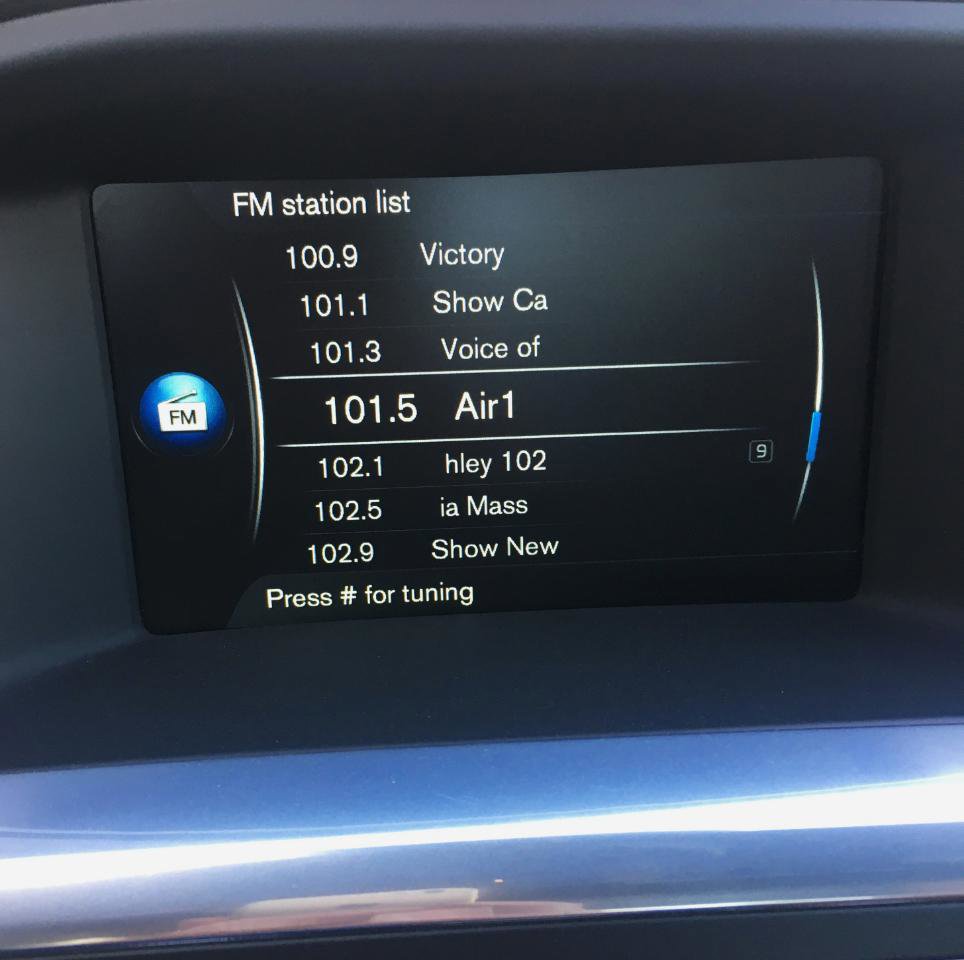 FM station list
100.9 Victory
101.1 Show Ca
101.3 Voice of
FM
101.5 Air1
102.1 hley 102 9
102.5 ia Mass
102.9 Show New
Press # for tuning